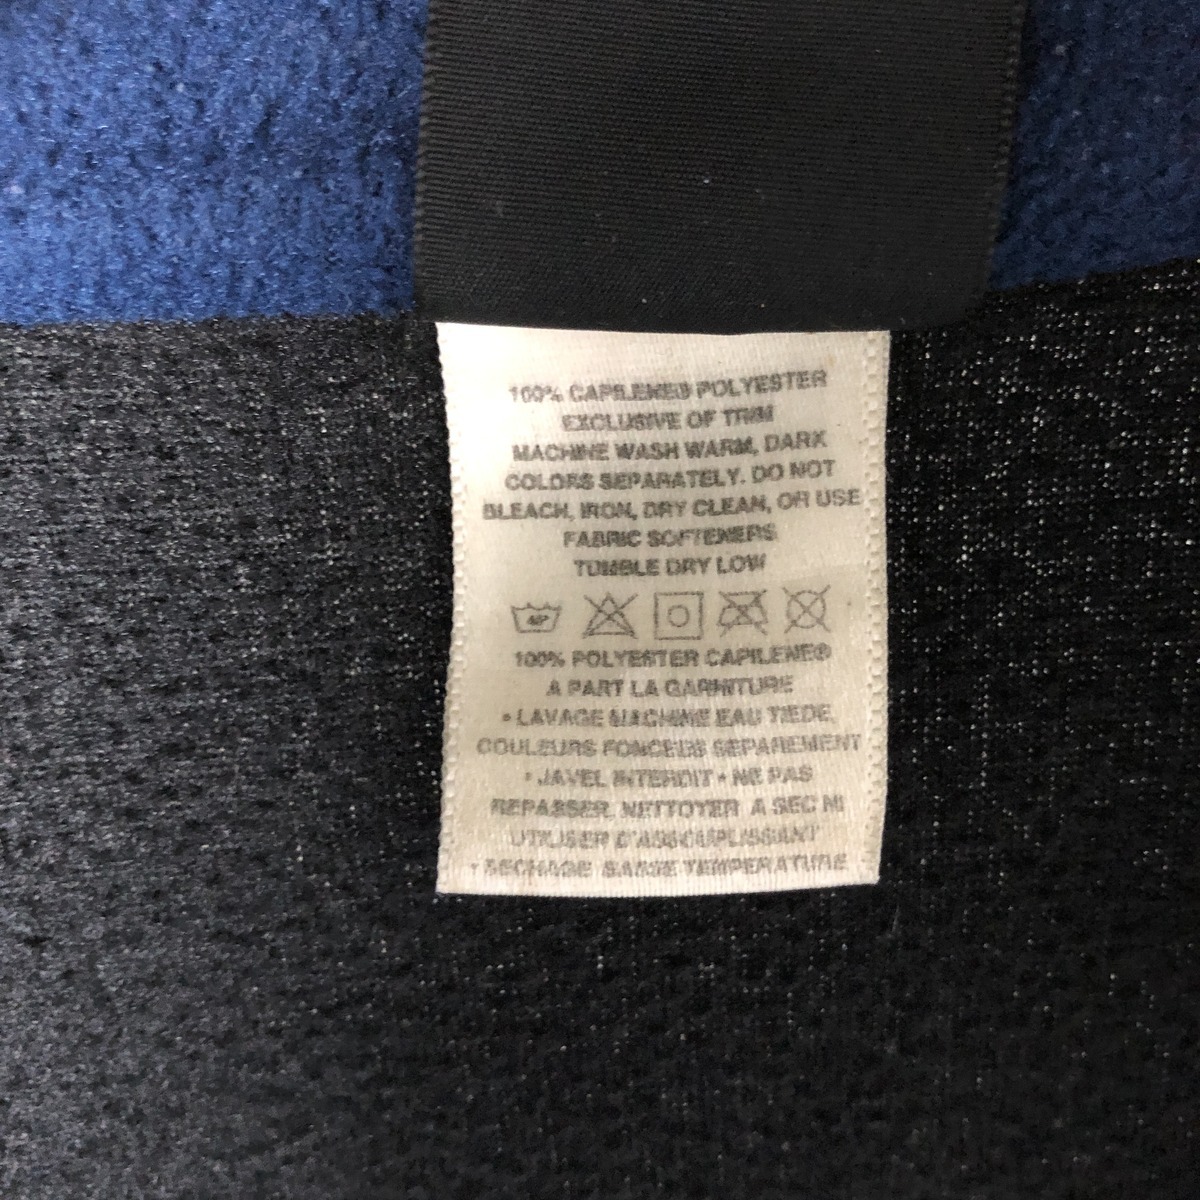 100% CAPILENE® POLYESTER
EXCLUSIVE OF TRIM
MACHINE WASH WARM, DARK
COLORS SEPARATELY. DO NOT
BLEACH, IRON, DRY CLEAN, OR USE
FABRIC SOFTENERS
TUMBLE DRY LOW
100% POLYESTER CAPILENE®
A PART LA GARNITURE
• LAVAGE MACHINE EAU TIEDE,
COULEURS FONCEES SEPAREMENT
• JAVEL INTERDIT • NE PAS
REPASSER, NETTOYER A SEC NI
UTILISER D'ASSOUPLISSANT
• SECHAGE BASSE TEMPERATURE